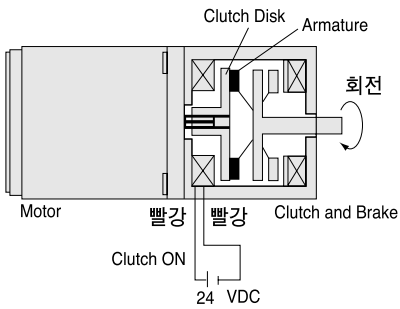 Clutch Disk
Armature
회전
Motor
빨강
빨강
Clutch and Brake
Clutch ON
24 VDC